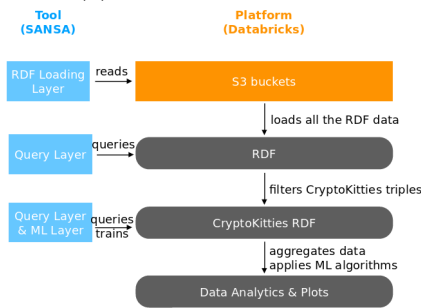 Tool
(SANSA)
Platform
(Databricks)
RDF Loading
Layer
reads
S3 buckets
loads all the RDF data
Query Layer
queries
RDF
filters CryptoKitties triples
Query Layer
& ML Layer
queries
trains
CryptoKitties RDF
aggregates data
applies ML algorithms
Data Analytics & Plots